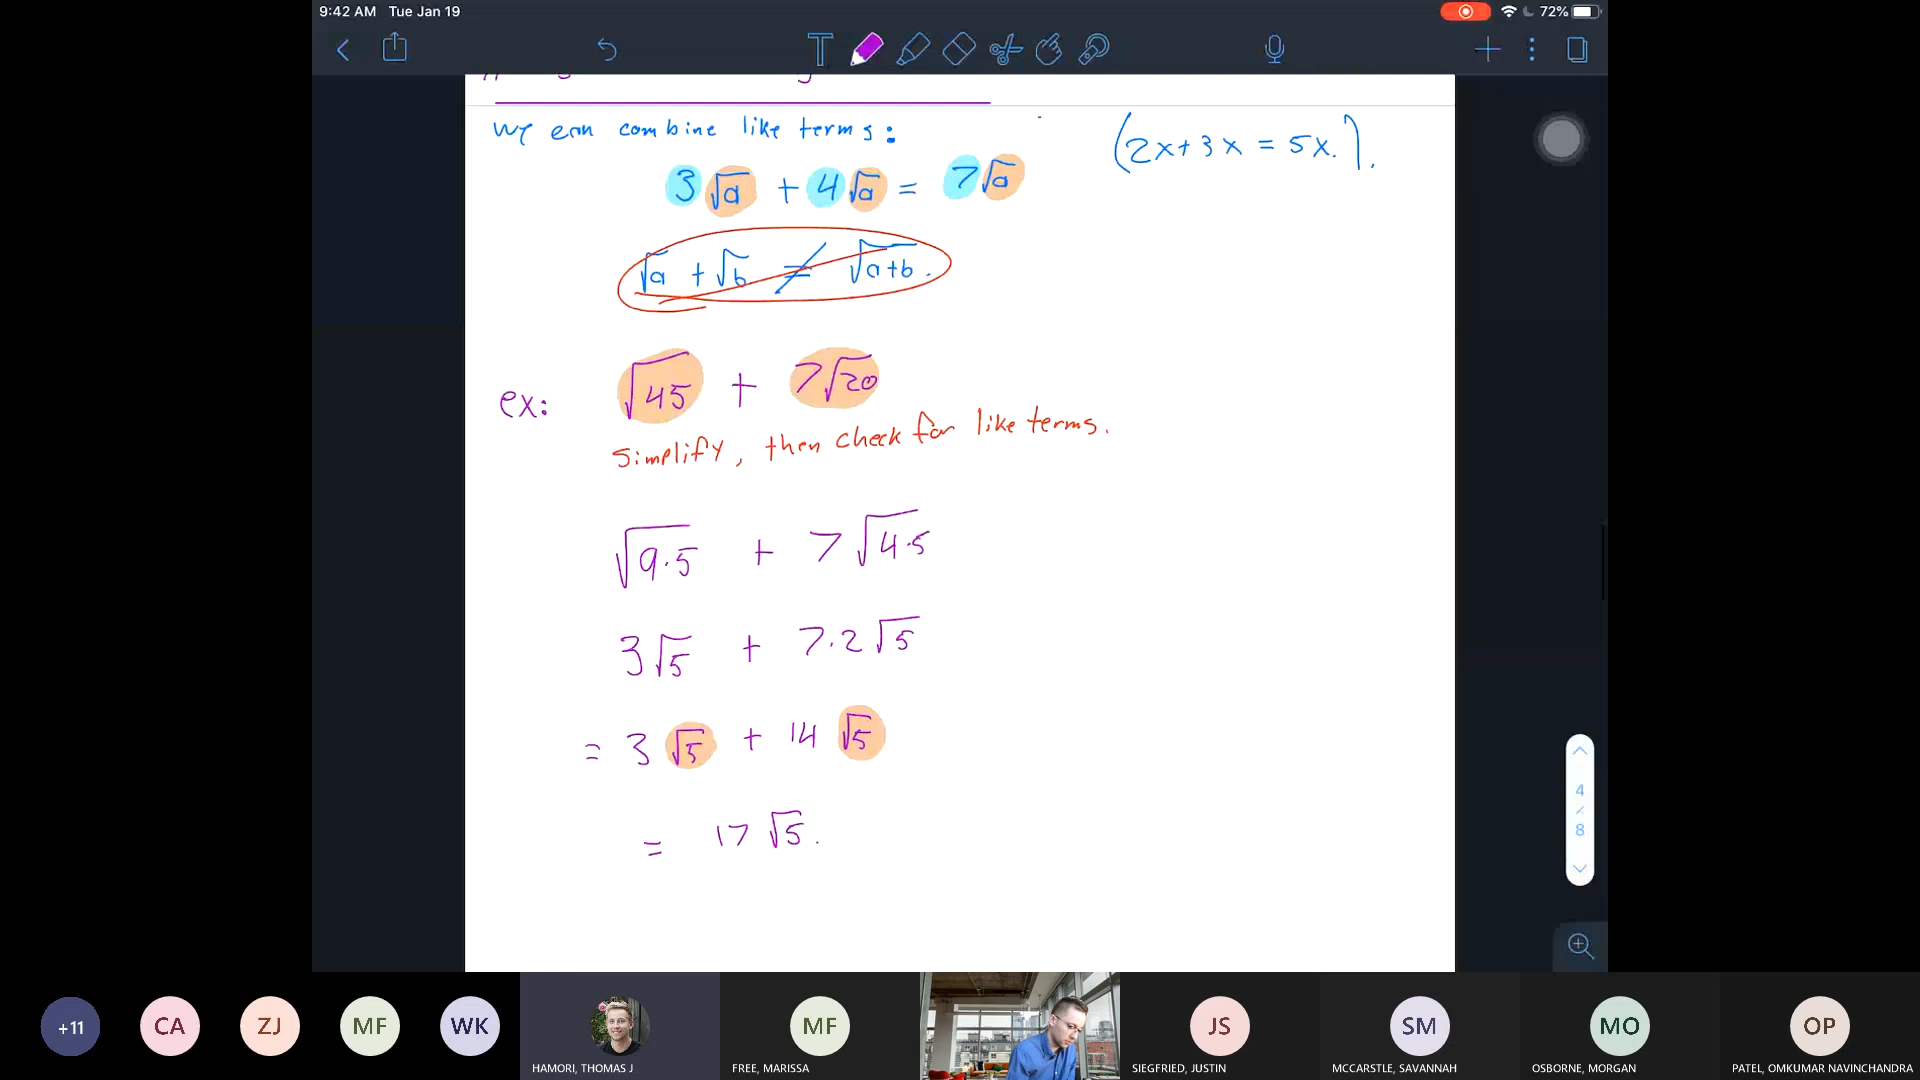 9:42 AM Tue Jan 19
72%
we can combine like terms:
(2x+3x = 5x.).
3√a + 4√a = 7√a
√a + √b ≠ √a+b.
ex: √45 + 7√20
simplify, then check for like terms.
√9·5 + 7√4·5
3√5 + 7·2√5
= 3√5 + 14√5
= 17√5.
4
8
+11
CA
ZJ
MF
WK
HAMORI, THOMAS J
MF
FREE, MARISSA
JS
SIEGFRIED, JUSTIN
SM
MCCARSTLE, SAVANNAH
MO
OSBORNE, MORGAN
OP
PATEL, OMKUMAR NAVINCHANDRA